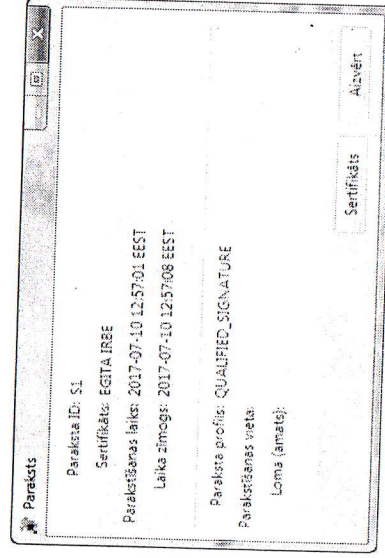 Paraksts
Paraksta ID: S1
Sertifikāts: EGITA IRBE
Parakstīšanas laiks: 2017-07-10 12:57:01 EEST
Laika zīmogs: 2017-07-10 12:57:08 EEST
Paraksta profils: QUALIFIED_SIGNATURE
Parakstīšanas vieta:
Loma (amats):
Sertifikāts
Aizvērt